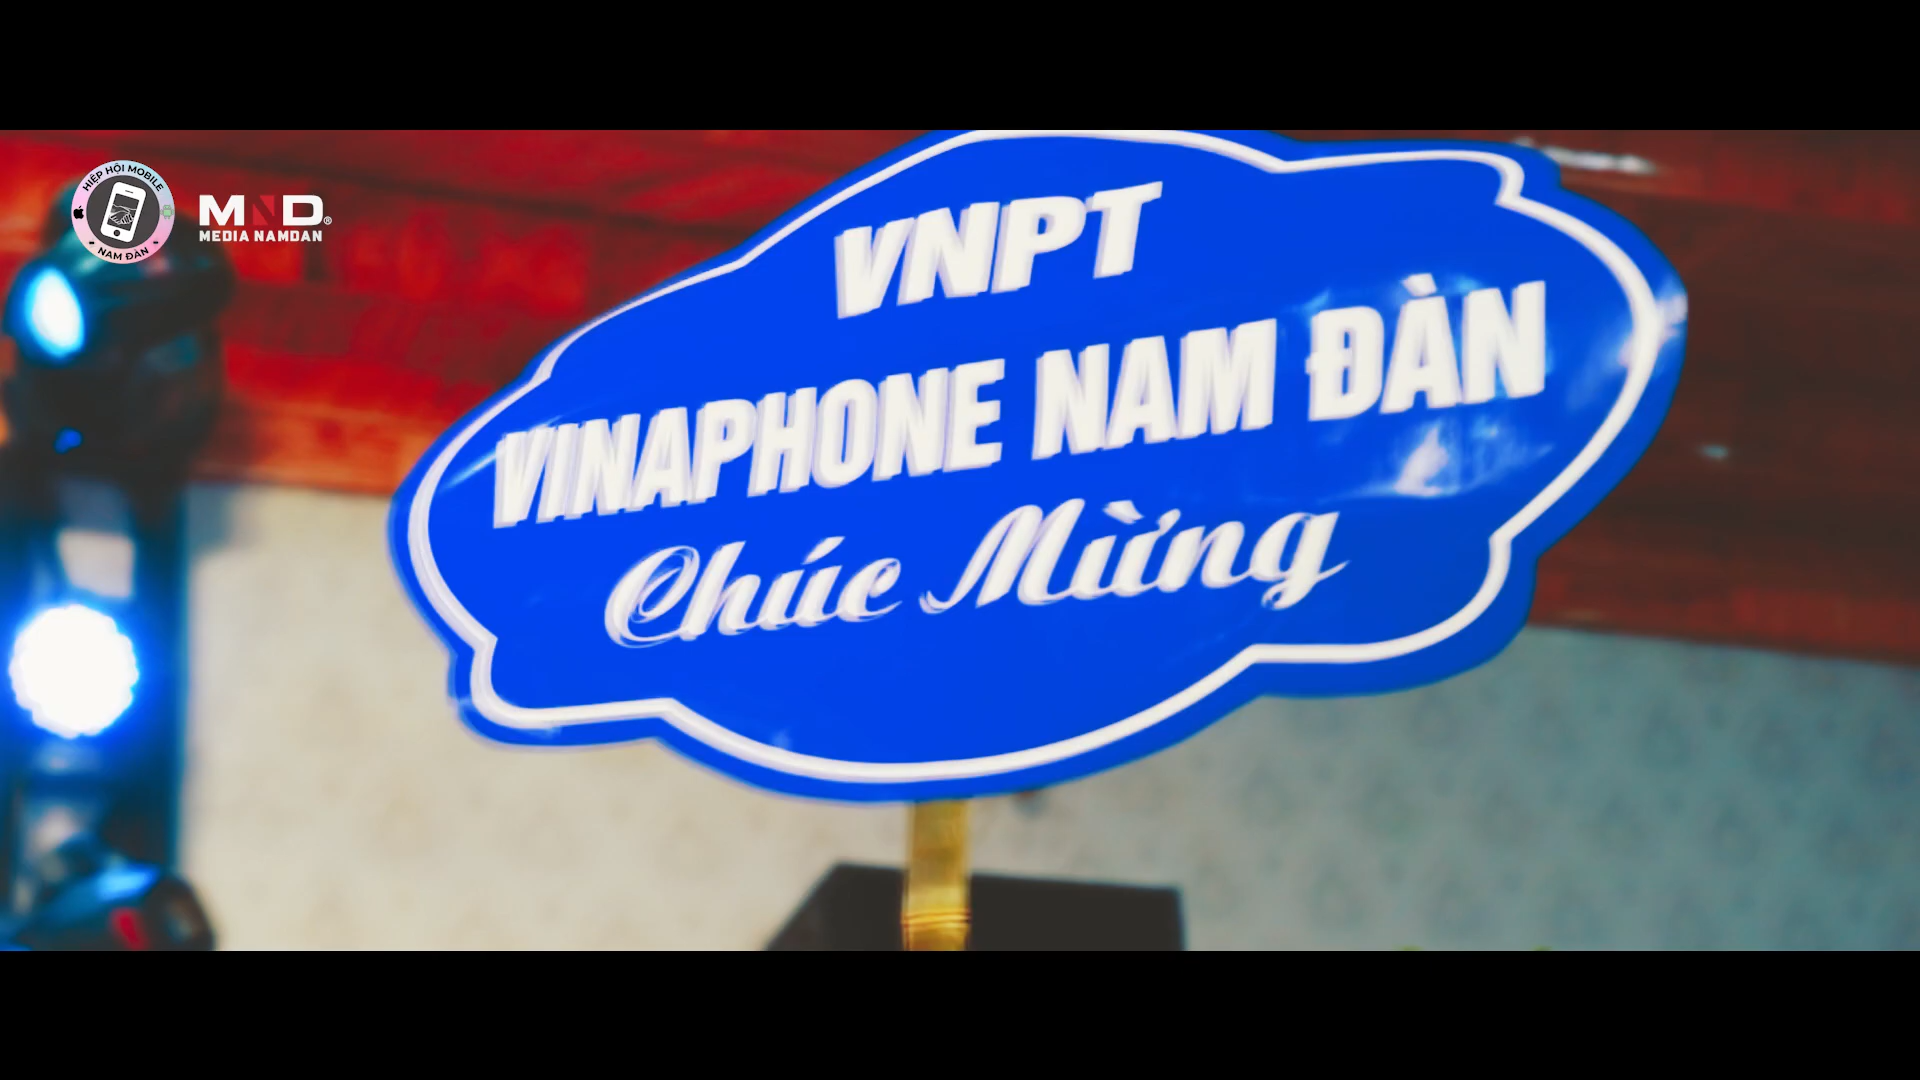 HIỆP HỘI MOBILE
NAM ĐÀN
MND®
MEDIA NAMDAN
VNPT
VINAPHONE NAM ĐÀN
Chúc Mừng